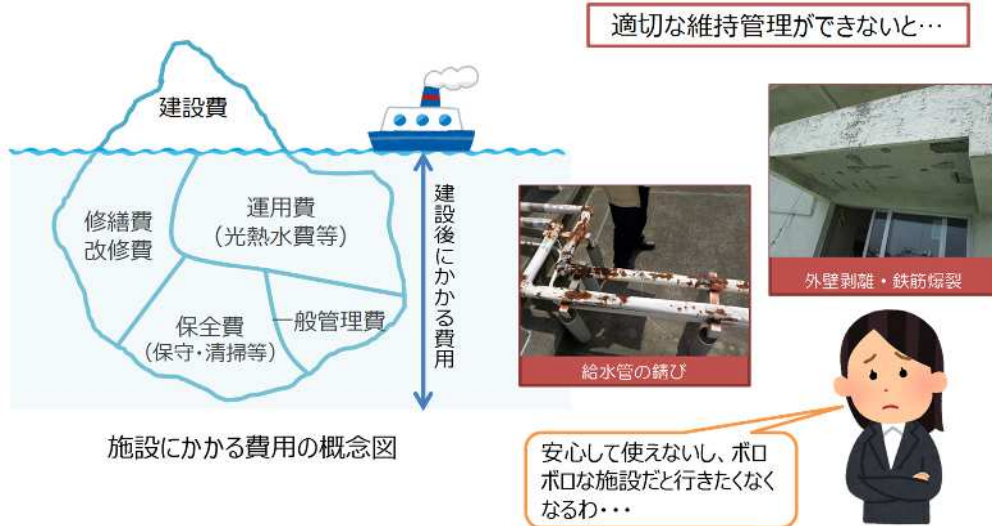 適切な維持管理ができないと…
建設費
修繕費
改修費
運用費
(光熱水費等)
保全費
(保守・清掃等)
一般管理費
建設後にかかる費用
施設にかかる費用の概念図
外壁剥離・鉄筋爆裂
給水管の錆び
安心して使えないし、ボロ
ボロな施設だと行きたくなく
なるわ・・・